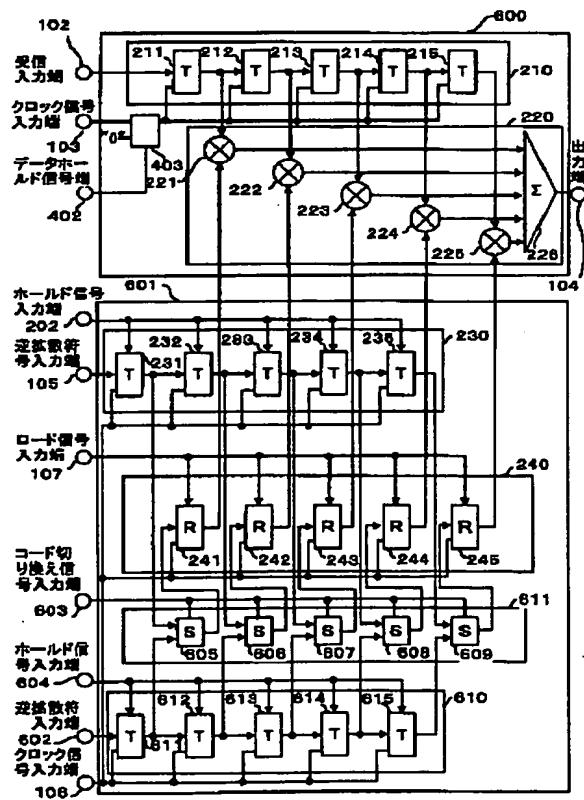 600
102
受信
入力端
211
212
213
214
215
T
T
T
T
T
210
クロック信号
入力端
103
"0"
403
220
データホー
ルド信号端
402
221
222
223
224
225
Σ
226
出力端
104
601
ホールド信号
入力端
202
232
283
234
235
230
逆拡散符
号入力端
105
231
T
T
T
T
T
ロード信号
入力端
107
240
R
R
R
R
R
241
242
243
244
245
コード切
り換え信
号入力端
603
611
S
S
S
S
S
605
606
607
608
609
ホールド信
号入力端
604
612
613
614
615
610
逆拡散符
入力端
602
T
T
T
T
T
611
クロック信
号入力端
106